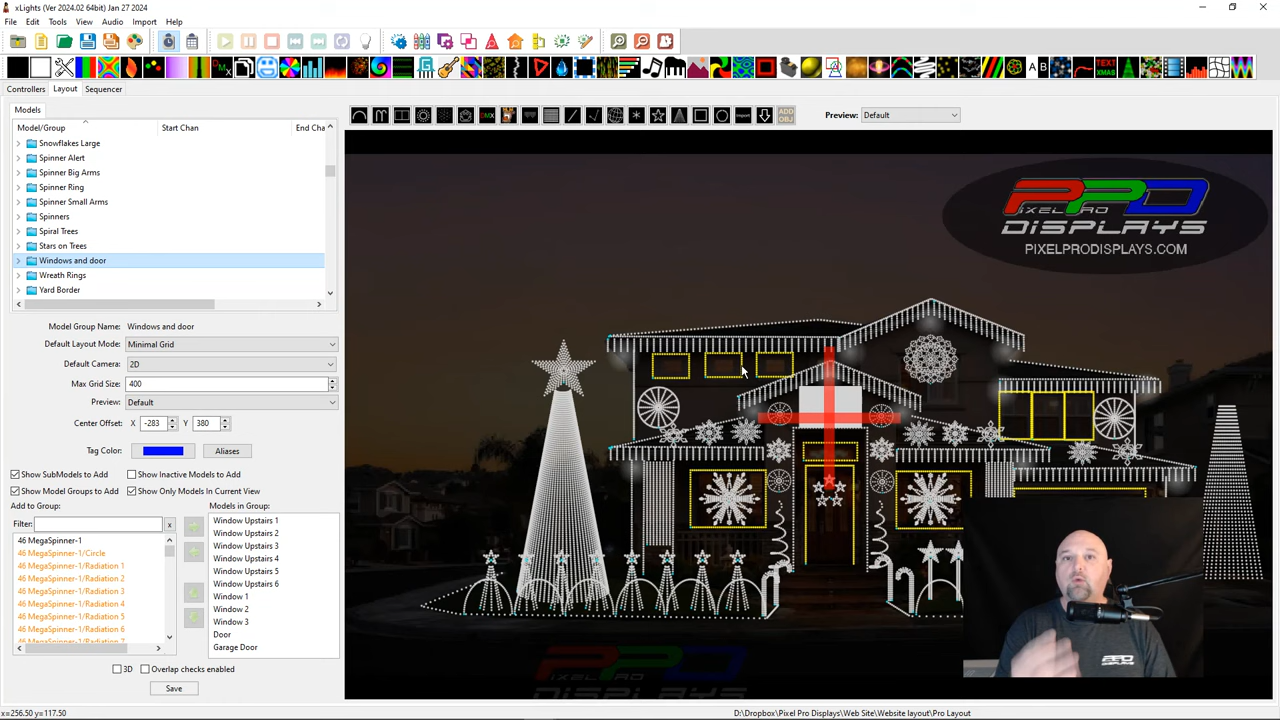 xLights (Ver 2024.02 64bit) Jan 27 2024
File Edit Tools View Audio Import Help
Controllers Layout Sequencer
Models
Preview: Default
Model/Group Start Chan End Cha
Snowflakes Large
Spinner Alert
Spinner Big Arms
Spinner Ring
Spinner Small Arms
Spinners
Spiral Trees
Stars on Trees
Windows and door
Wreath Rings
Yard Border
Model Group Name: Windows and door
Default Layout Mode: Minimal Grid
Default Camera: 2D
Max Grid Size: 400
Preview: Default
Center Offset: X -283 Y 380
Tag Color: Aliases
Show SubModels to Add Show Inactive Models to Add
Show Model Groups to Add Show Only Models In Current View
Add to Group: Models in Group:
Filter: x
46 MegaSpinner-1
46 MegaSpinner-1/Circle
46 MegaSpinner-1/Radiation 1
46 MegaSpinner-1/Radiation 2
46 MegaSpinner-1/Radiation 3
46 MegaSpinner-1/Radiation 4
46 MegaSpinner-1/Radiation 5
46 MegaSpinner-1/Radiation 6
Window Upstairs 1
Window Upstairs 2
Window Upstairs 3
Window Upstairs 4
Window Upstairs 5
Window Upstairs 6
Window 1
Window 2
Window 3
Door
Garage Door
3D Overlap checks enabled
Save
PIXEL PRO
DISPLAYS
PIXELPRODISPLAYS.COM
PPD
x=256.50 y=117.50 D:\Dropbox\Pixel Pro Displays\Web Site\Website layout\Pro Layout